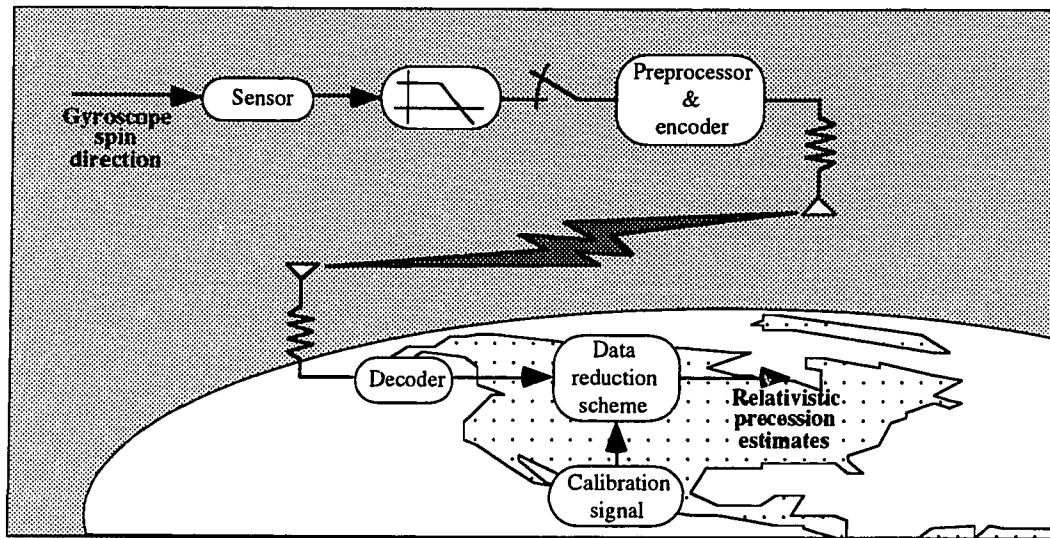 Gyroscope
spin
direction
Sensor
Preprocessor
&
encoder
Decoder
Data
reduction
scheme
Relativistic
precession
estimates
Calibration
signal